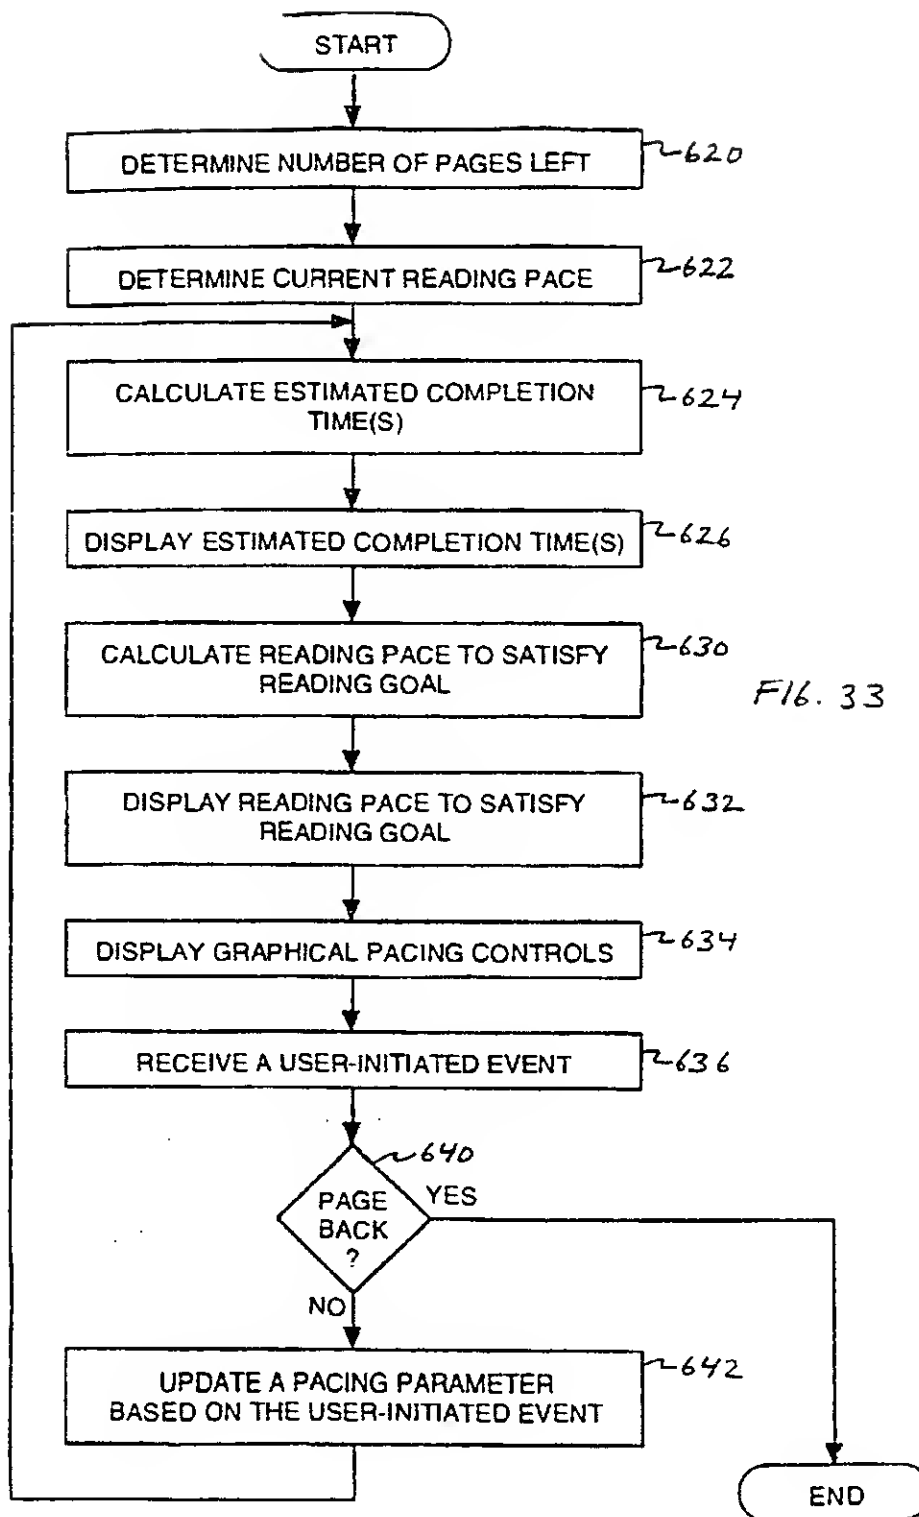 START
DETERMINE NUMBER OF PAGES LEFT
620
DETERMINE CURRENT READING PACE
622
CALCULATE ESTIMATED COMPLETION
TIME(S)
624
DISPLAY ESTIMATED COMPLETION TIME(S)
626
CALCULATE READING PACE TO SATISFY
READING GOAL
630
FIG. 33
DISPLAY READING PACE TO SATISFY
READING GOAL
632
DISPLAY GRAPHICAL PACING CONTROLS
634
RECEIVE A USER-INITIATED EVENT
636
640
PAGE
BACK
?
YES
NO
UPDATE A PACING PARAMETER
BASED ON THE USER-INITIATED EVENT
642
END